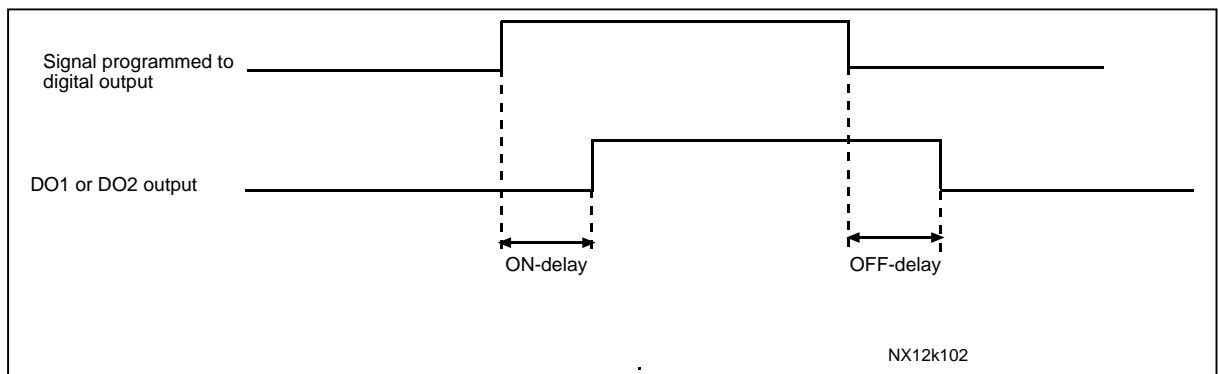 Signal programmed to
digital output
DO1 or DO2 output
ON-delay
OFF-delay
NX12k102